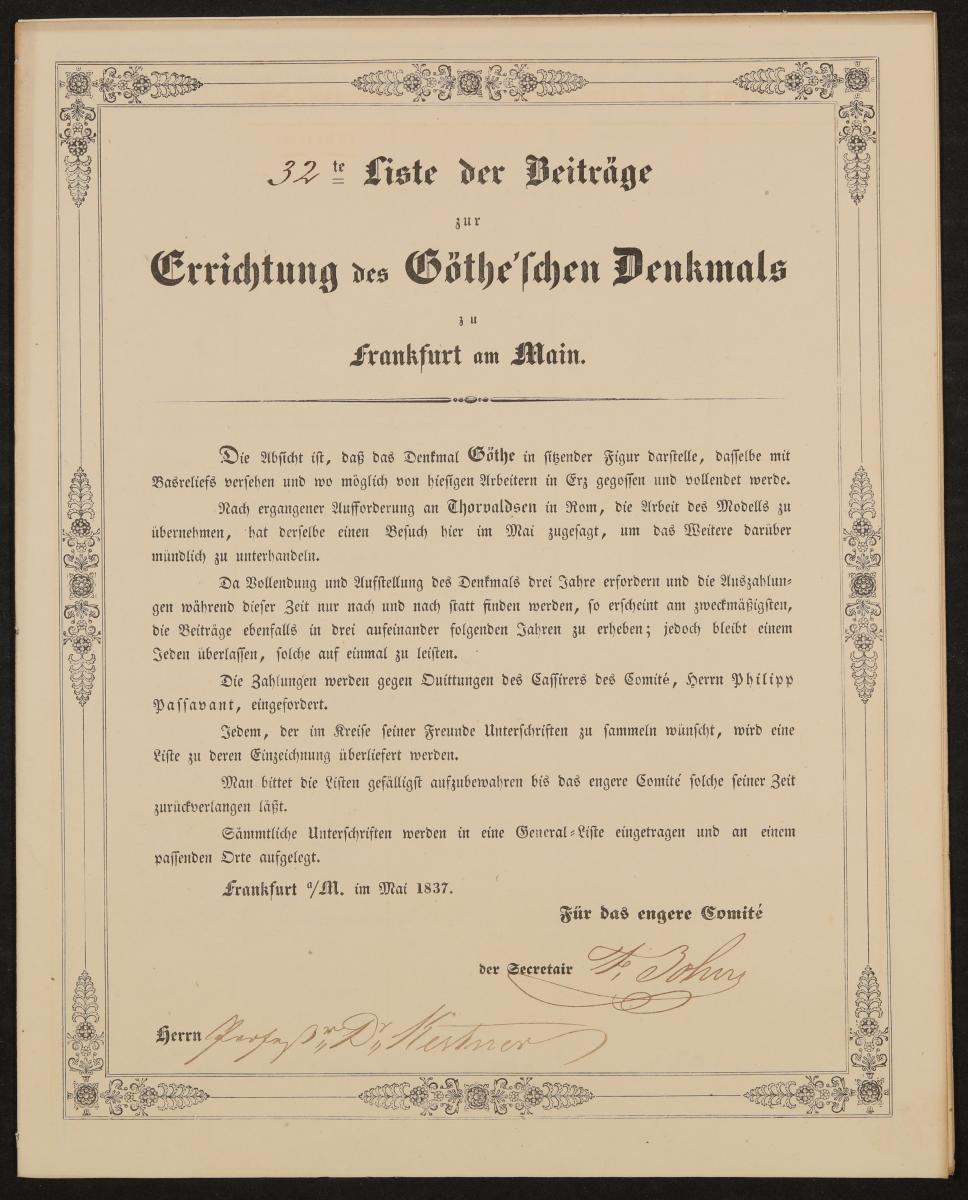 32te Liste der Beiträge
zur
Errichtung des Göthe'schen Denkmals
zu
Frankfurt am Main.
Die Absicht ist, daß das Denkmal Göthe in sitzender Figur darstelle, dasselbe mit
Basreliefs versehen und wo möglich von hiesigen Arbeitern in Erz gegossen und vollendet werde.
Nach ergangener Aufforderung an Thorvaldsen in Rom, die Arbeit des Modells zu
übernehmen, hat derselbe einen Besuch hier im Mai zugesagt, um das Weitere darüber
mündlich zu unterhandeln.
Da Vollendung und Aufstellung des Denkmals drei Jahre erfordern und die Auszahlun-
gen während dieser Zeit nur nach und nach statt finden werden, so erscheint am zweckmäßigsten,
die Beiträge ebenfalls in drei aufeinander folgenden Jahren zu erheben; jedoch bleibt einem
Jeden überlassen, solche auf einmal zu leisten.
Die Zahlungen werden gegen Quittungen des Cassirers des Comité, Herrn Philipp
Passavant, eingefordert.
Jedem, der im Kreise seiner Freunde Unterschriften zu sammeln wünscht, wird eine
Liste zu deren Einzeichnung überliefert werden.
Man bittet die Listen gefälligst aufzubewahren bis das engere Comité solche seiner Zeit
zurückverlangen läßt.
Sämmtliche Unterschriften werden in eine General-Liste eingetragen und an einem
passenden Orte aufgelegt.
Frankfurt a/M. im Mai 1837.
Für das engere Comité
der Secretair
Herrn Professr Dr Kestner